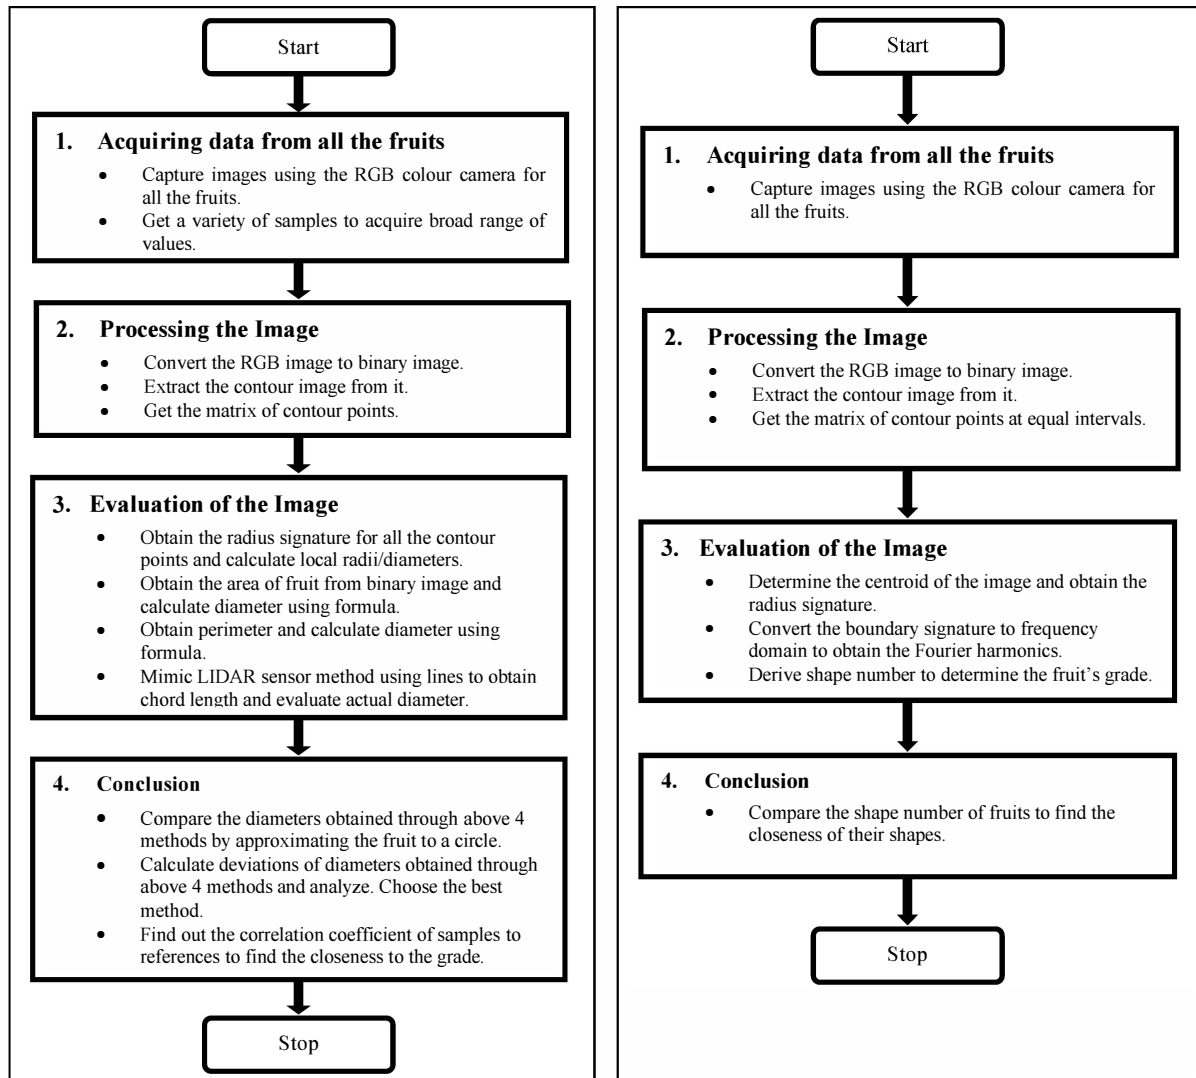 Start
1. Acquiring data from all the fruits
• Capture images using the RGB colour camera for
all the fruits.
• Get a variety of samples to acquire broad range of
values.
2. Processing the Image
• Convert the RGB image to binary image.
• Extract the contour image from it.
• Get the matrix of contour points.
3. Evaluation of the Image
• Obtain the radius signature for all the contour
points and calculate local radii/diameters.
• Obtain the area of fruit from binary image and
calculate diameter using formula.
• Obtain perimeter and calculate diameter using
formula.
• Mimic LIDAR sensor method using lines to obtain
chord length and evaluate actual diameter.
4. Conclusion
• Compare the diameters obtained through above 4
methods by approximating the fruit to a circle.
• Calculate deviations of diameters obtained through
above 4 methods and analyze. Choose the best
method.
• Find out the correlation coefficient of samples to
references to find the closeness to the grade.
Stop
Start
1. Acquiring data from all the fruits
• Capture images using the RGB colour camera for
all the fruits.
2. Processing the Image
• Convert the RGB image to binary image.
• Extract the contour image from it.
• Get the matrix of contour points at equal intervals.
3. Evaluation of the Image
• Determine the centroid of the image and obtain the
radius signature.
• Convert the boundary signature to frequency
domain to obtain the Fourier harmonics.
• Derive shape number to determine the fruit's grade.
4. Conclusion
• Compare the shape number of fruits to find the
closeness of their shapes.
Stop